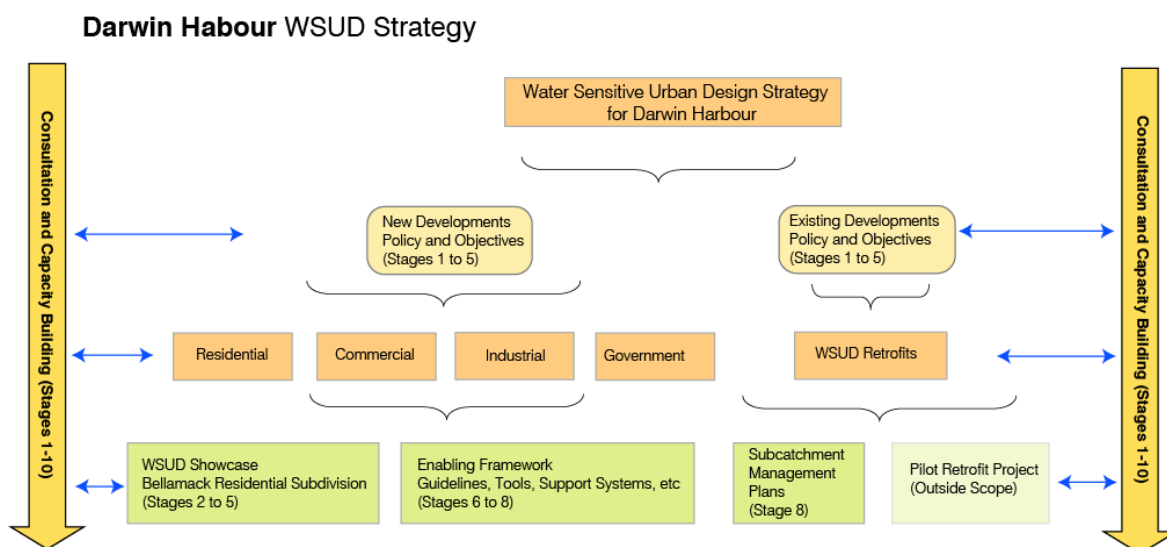 Darwin Habour WSUD Strategy
Consultation and Capacity Building (Stages 1-10)
Water Sensitive Urban Design Strategy
for Darwin Harbour
New Developments
Policy and Objectives
(Stages 1 to 5)
Existing Developments
Policy and Objectives
(Stages 1 to 5)
Residential
Commercial
Industrial
Government
WSUD Retrofits
WSUD Showcase
Bellamack Residential Subdivision
(Stages 2 to 5)
Enabling Framework
Guidelines, Tools, Support Systems, etc
(Stages 6 to 8)
Subcatchment
Management
Plans
(Stage 8)
Pilot Retrofit Project
(Outside Scope)
Consultation and Capacity Building (Stages 1-10)